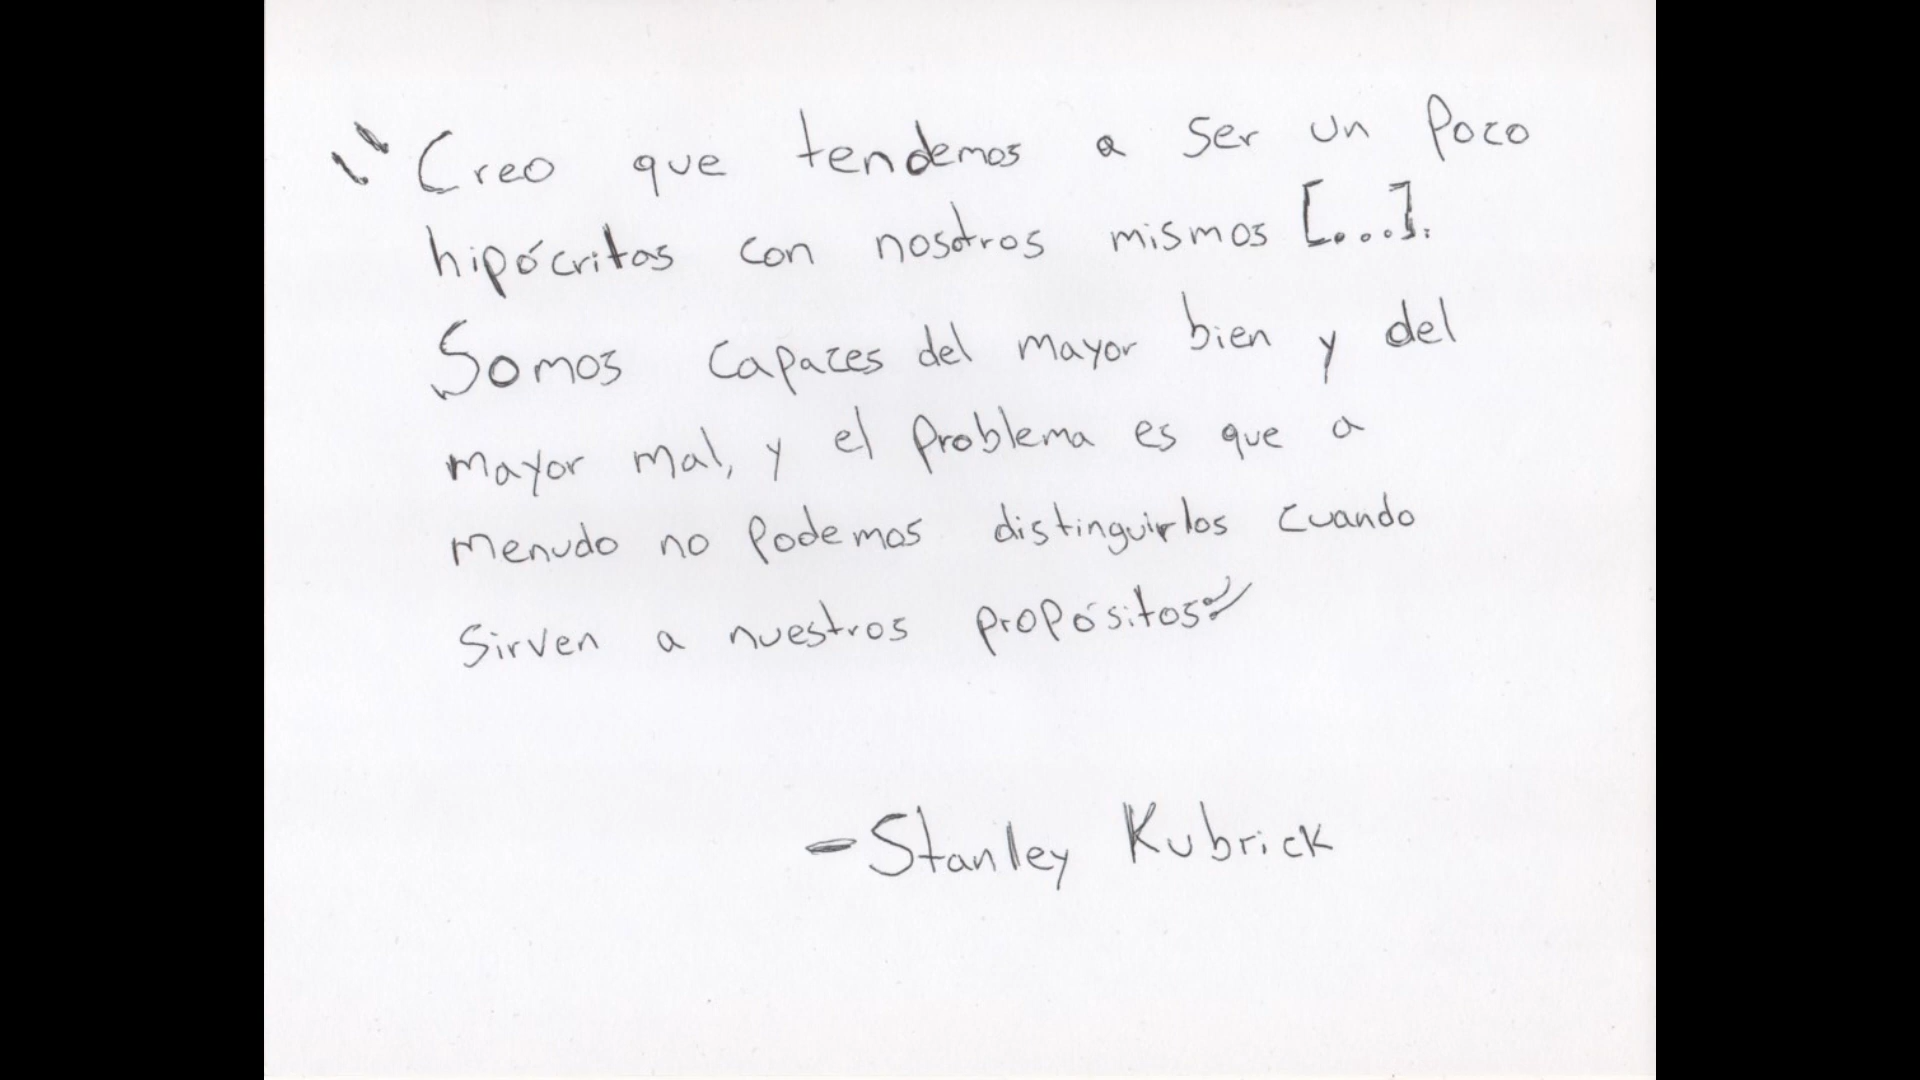 "Creo que tendemos a ser un poco
hipócritas con nosotros mismos [...].
Somos capaces del mayor bien y del
mayor mal, y el problema es que a
menudo no podemos distinguirlos cuando
sirven a nuestros propósitos"
-Stanley Kubrick